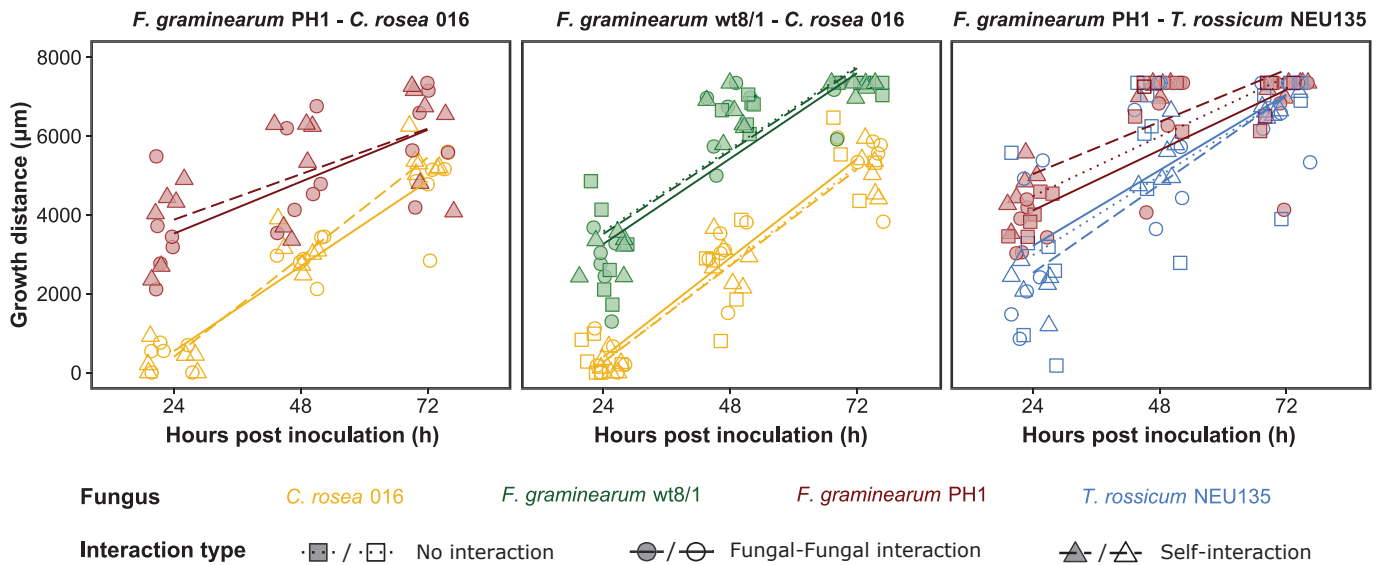 F. graminearum PH1 - C. rosea 016 F. graminearum wt8/1 - C. rosea 016 F. graminearum PH1 - T. rossicum NEU135
8000
6000
4000
2000
0
Growth distance (µm)
24 48 72 24 48 72 24 48 72
Hours post inoculation (h) Hours post inoculation (h) Hours post inoculation (h)
Fungus C. rosea 016 F. graminearum wt8/1 F. graminearum PH1 T. rossicum NEU135
Interaction type / No interaction / Fungal-Fungal interaction / Self-interaction